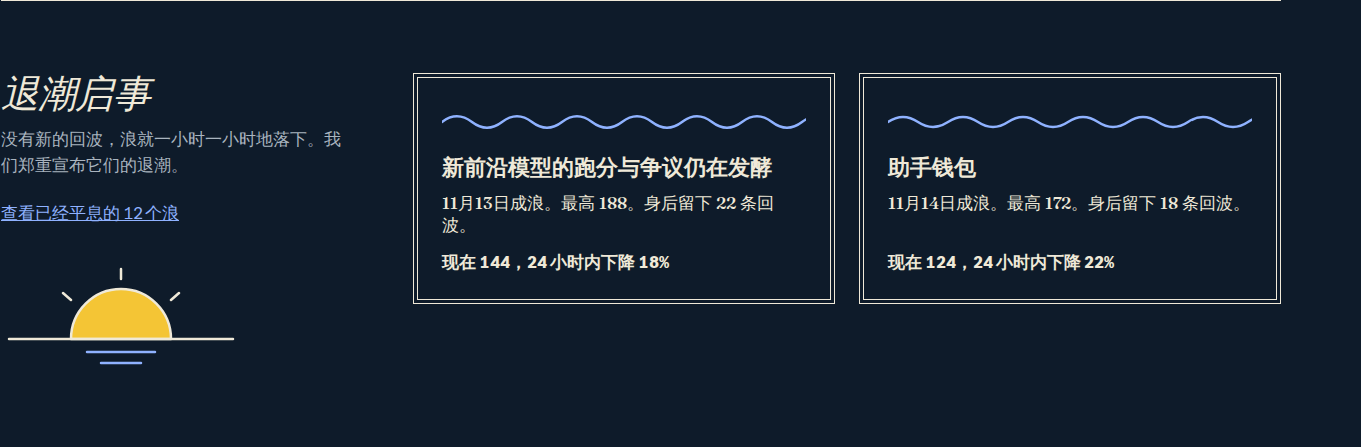 退潮启事
没有新的回波，浪就一小时一小时地落下。我
们郑重宣布它们的退潮。
查看已经平息的 12 个浪
新前沿模型的跑分与争议仍在发酵
11月13日成浪。最高 188。身后留下 22 条回
波。
现在 144，24 小时内下降 18%
助手钱包
11月14日成浪。最高 172。身后留下 18 条回波。
现在 124，24 小时内下降 22%